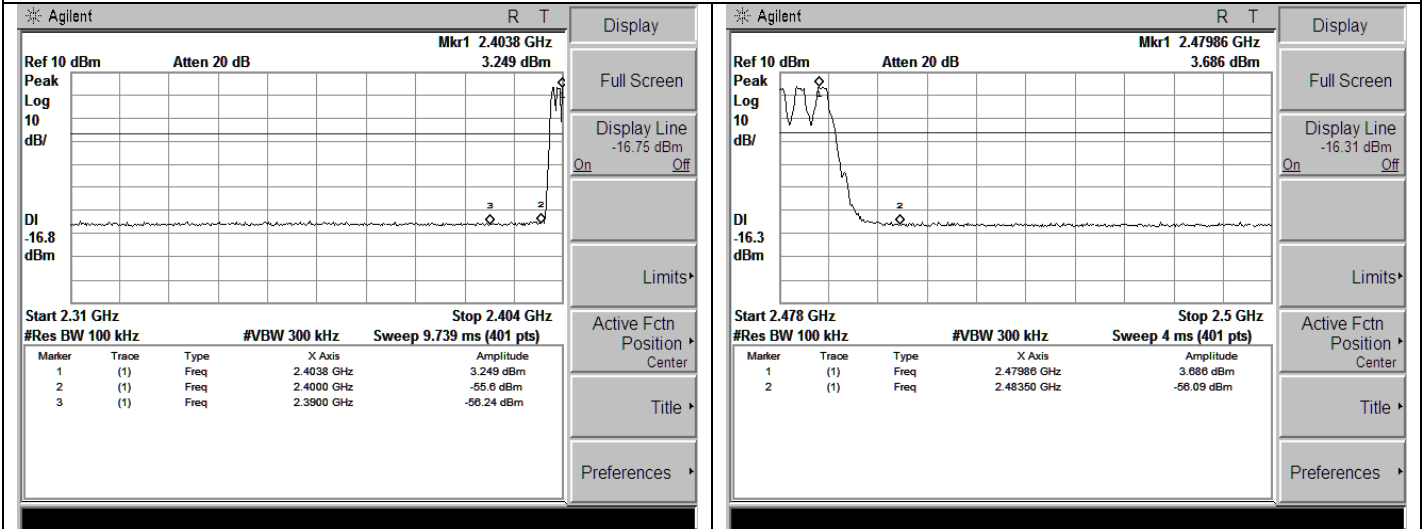 Agilent R T
Mkr1 2.4038 GHz
Ref 10 dBm Atten 20 dB 3.249 dBm
Peak
Log
10
dB/
1
3 2
DI
-16.8
dBm
Start 2.31 GHz Stop 2.404 GHz
#Res BW 100 kHz #VBW 300 kHz Sweep 9.739 ms (401 pts)
Marker Trace Type X Axis Amplitude
1 (1) Freq 2.4038 GHz 3.249 dBm
2 (1) Freq 2.4000 GHz -55.6 dBm
3 (1) Freq 2.3900 GHz -56.24 dBm
Display
Full Screen
Display Line
-16.75 dBm
On Off
Limits
Active Fctn
Position
Center
Title
Preferences
Agilent R T
Mkr1 2.47986 GHz
Ref 10 dBm Atten 20 dB 3.686 dBm
Peak
Log
10
dB/
1
2
DI
-16.3
dBm
Start 2.478 GHz Stop 2.5 GHz
#Res BW 100 kHz #VBW 300 kHz Sweep 4 ms (401 pts)
Marker Trace Type X Axis Amplitude
1 (1) Freq 2.47986 GHz 3.686 dBm
2 (1) Freq 2.48350 GHz -56.09 dBm
Display
Full Screen
Display Line
-16.31 dBm
On Off
Limits
Active Fctn
Position
Center
Title
Preferences